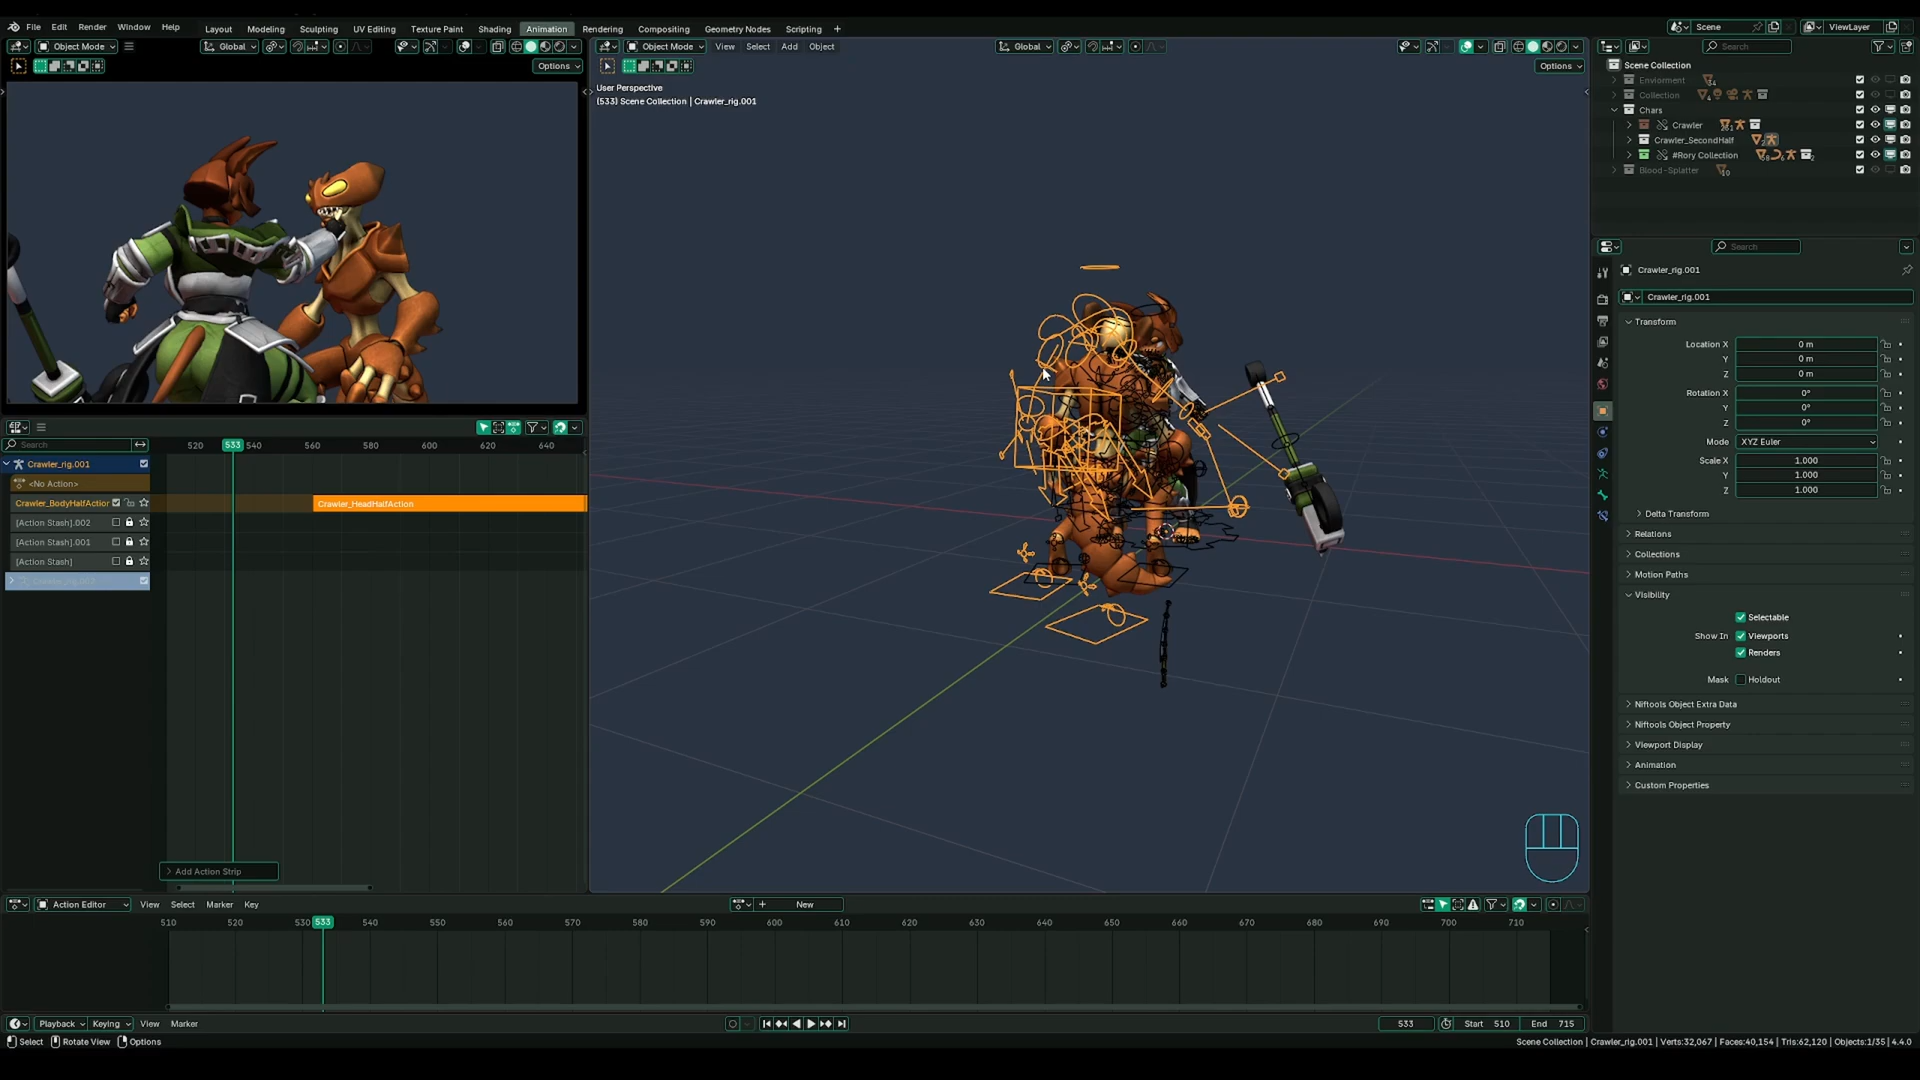 File Edit Render Window Help Layout Modeling Sculpting UV Editing Texture Paint Shading Animation Rendering Compositing Geometry Nodes Scripting + Scene ViewLayer
Object Mode Global Object Mode View Select Add Object Global Search
Options Options
Scene Collection
Enviorment
Collection
Chars
Crawler
Crawler_SecondHalf
#Rory Collection
Blood-Splatter
User Perspective
(533) Scene Collection | Crawler_rig.001
Search
Crawler_rig.001
Crawler_rig.001
Transform
Location X 0 m
Y 0 m
Z 0 m
Rotation X 0°
Y 0°
Z 0°
Mode XYZ Euler
Scale X 1.000
Y 1.000
Z 1.000
Delta Transform
Relations
Collections
Motion Paths
Visibility
Selectable
Show In Viewports
Renders
Mask Holdout
Niftools Object Extra Data
Niftools Object Property
Viewport Display
Animation
Custom Properties
Search 520 533 540 560 580 600 620 640
Crawler_rig.001
<No Action>
Crawler_BodyHalfAction Crawler_HeadHalfAction
[Action Stash].002
[Action Stash].001
[Action Stash]
Add Action Strip
Action Editor View Select Marker Key New
510 520 530 533 540 550 560 570 580 590 600 610 620 630 640 650 660 670 680 690 700 710
Playback Keying View Marker 533 Start 510 End 715
Select Rotate View Options Scene Collection | Crawler_rig.001 | Verts:32,067 | Faces:40,154 | Tris:62,120 | Objects:1/35 | 4.4.0